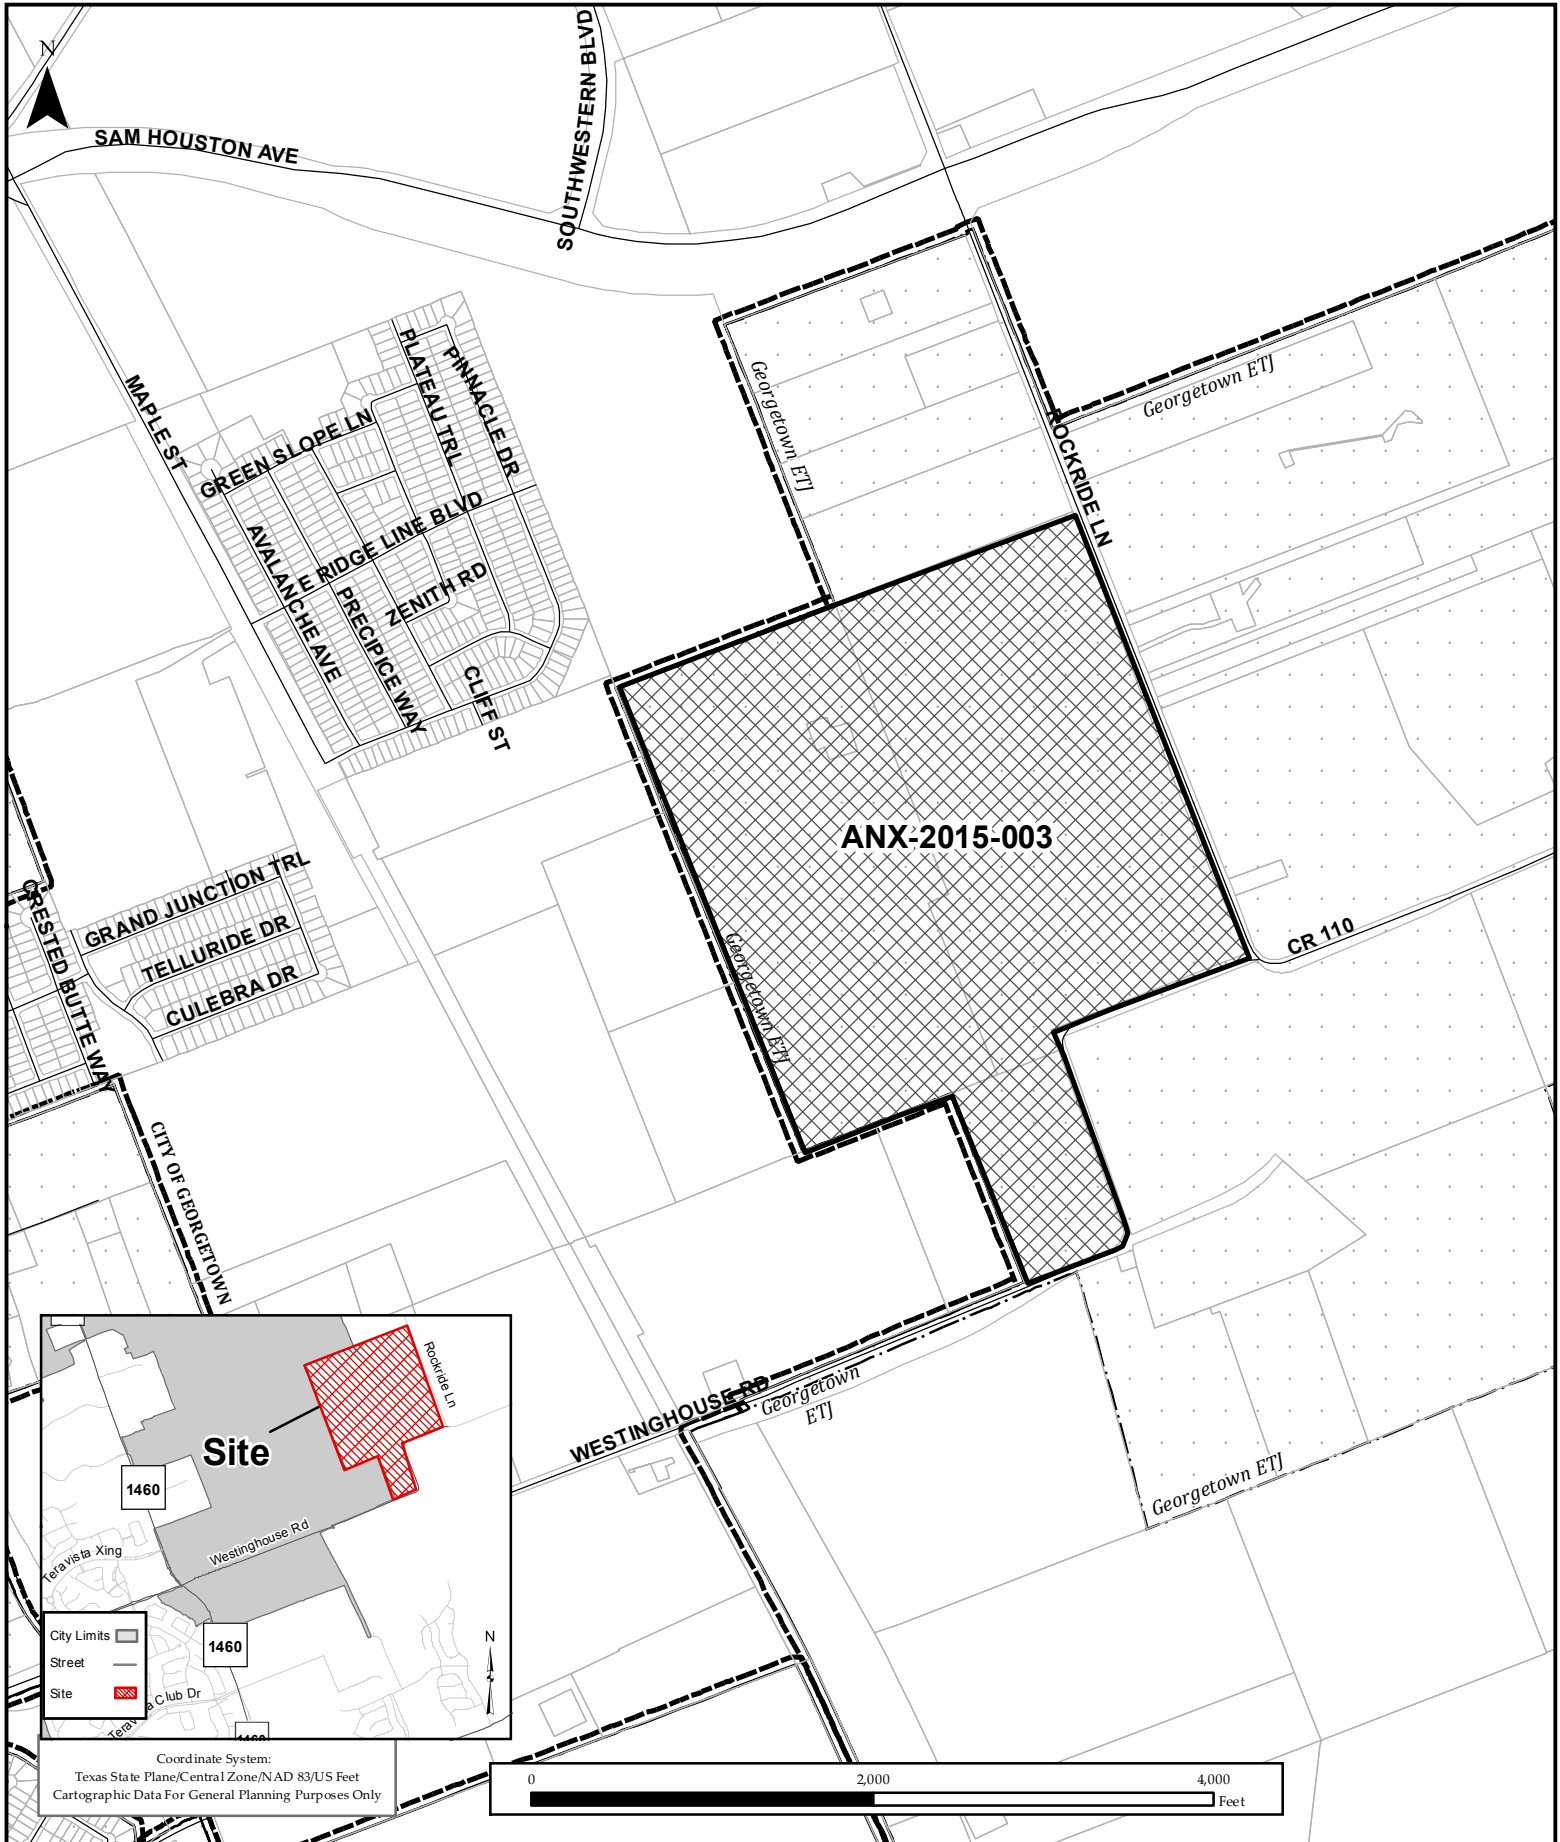 N
SAM HOUSTON AVE
SOUTHWESTERN BLVD
MAPLE ST
PLATEAU TRL
PINNACLE DR
GREEN SLOPE LN
E RIDGE LINE BLVD
AVALANCHE AVE
PRECIPICE WAY
ZENITH RD
CLIFF ST
Georgetown ETJ
Georgetown ETJ
ROCKRIDE LN
ANX-2015-003
Georgetown ETJ
CR 110
GRAND JUNCTION TRL
TELLURIDE DR
CULEBRA DR
CRESTED BUTTE WAY
CITY OF GEORGETOWN
WESTINGHOUSE RD
Georgetown
ETJ
Georgetown ETJ
Rockride Ln
Site
1460
Westinghouse Rd
Teravista Xing
1460
City Limits
Street
Site
Club Dr
N
1460
Coordinate System:
Texas State Plane/Central Zone/NAD 83/US Feet
Cartographic Data For General Planning Purposes Only
0 2,000 4,000
Feet